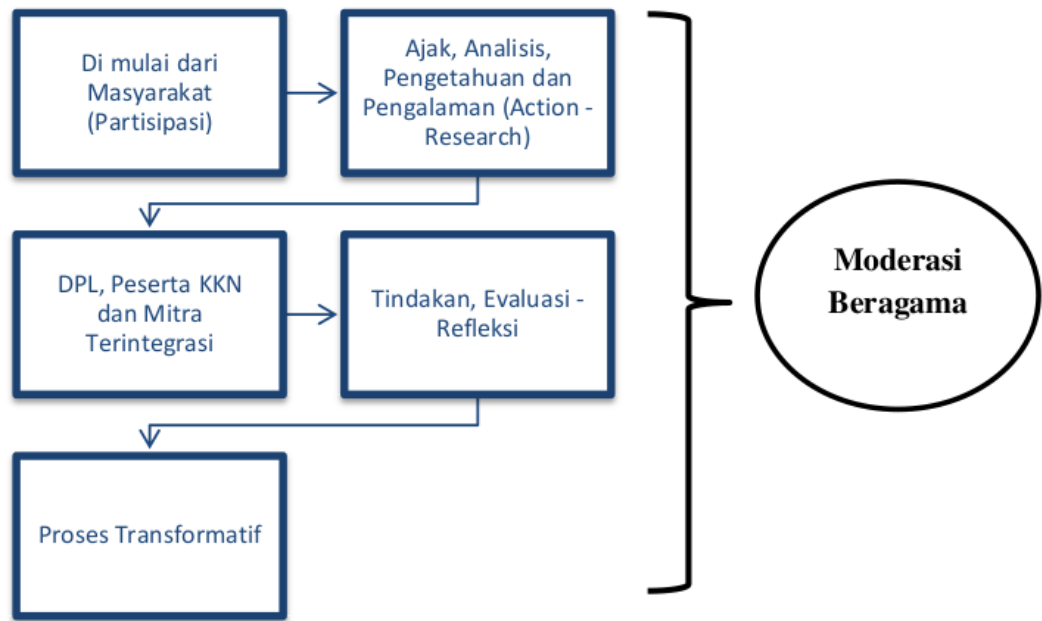 Di mulai dari
Masyarakat
(Partisipasi)
Ajak, Analisis,
Pengetahuan dan
Pengalaman (Action -
Research)
DPL, Peserta KKN
dan Mitra
Terintegrasi
Tindakan, Evaluasi -
Refleksi
Proses Transformatif
Moderasi
Beragama